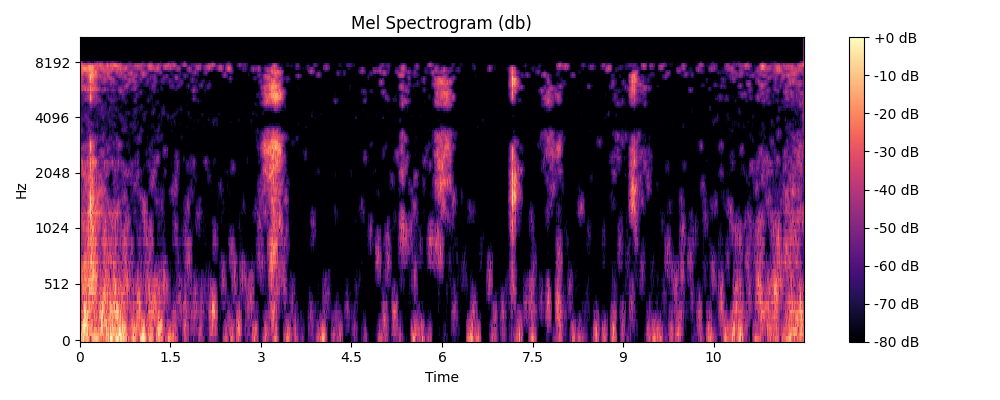 Mel Spectrogram (db)
8192
4096
2048
1024
512
0
Hz
0 1.5 3 4.5 6 7.5 9 10
Time
+0 dB
-10 dB
-20 dB
-30 dB
-40 dB
-50 dB
-60 dB
-70 dB
-80 dB